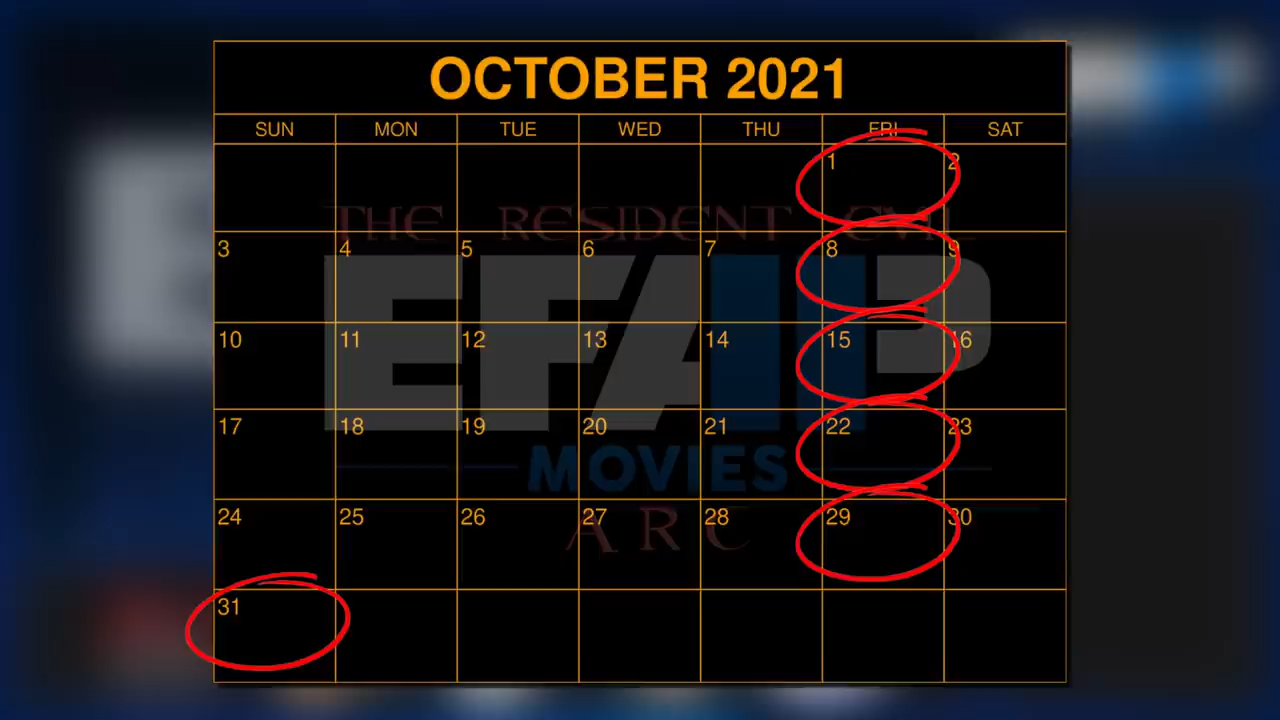 OCTOBER 2021
SUN MON TUE WED THU FRI SAT
1 2
THE RESIDENT EVIL
3 4 5 6 7 8 9
EFAP
10 11 12 13 14 15 16
17 18 19 20 21 22 23
MOVIES
24 25 26 27 28 29 30
ARC
31